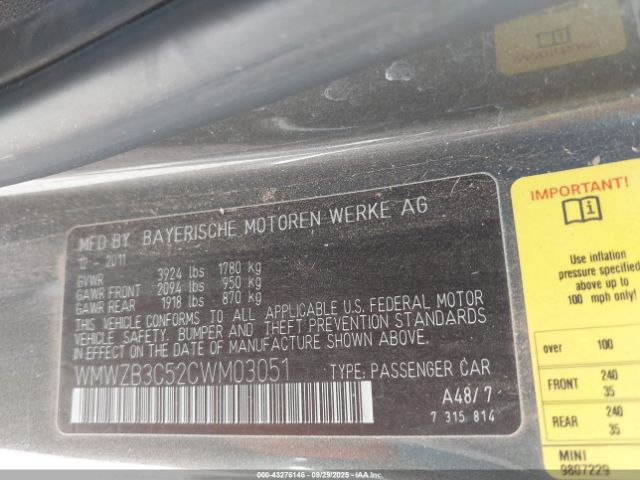 MFD BY BAYERISCHE MOTOREN WERKE AG
12 - 2011
GVWR 3924 lbs 1780 kg
GAWR FRONT 2094 lbs 950 kg
GAWR REAR 1918 lbs 870 kg
THIS VEHICLE CONFORMS TO ALL APPLICABLE U.S. FEDERAL MOTOR
VEHICLE SAFETY, BUMPER AND THEFT PREVENTION STANDARDS
IN EFFECT ON THE DATE OF MANUFACTURE SHOWN ABOVE.
WMWZB3C52CWM03051 TYPE: PASSENGER CAR
A48/ 7
7 315 814
IMPORTANT!
Use inflation
pressure specified
above up to
100 mph only!
over 100
FRONT 240
35
REAR 240
35
MINI
9807229
© IAA 00-43276146 - 09/29/2025 - IAAI.COM